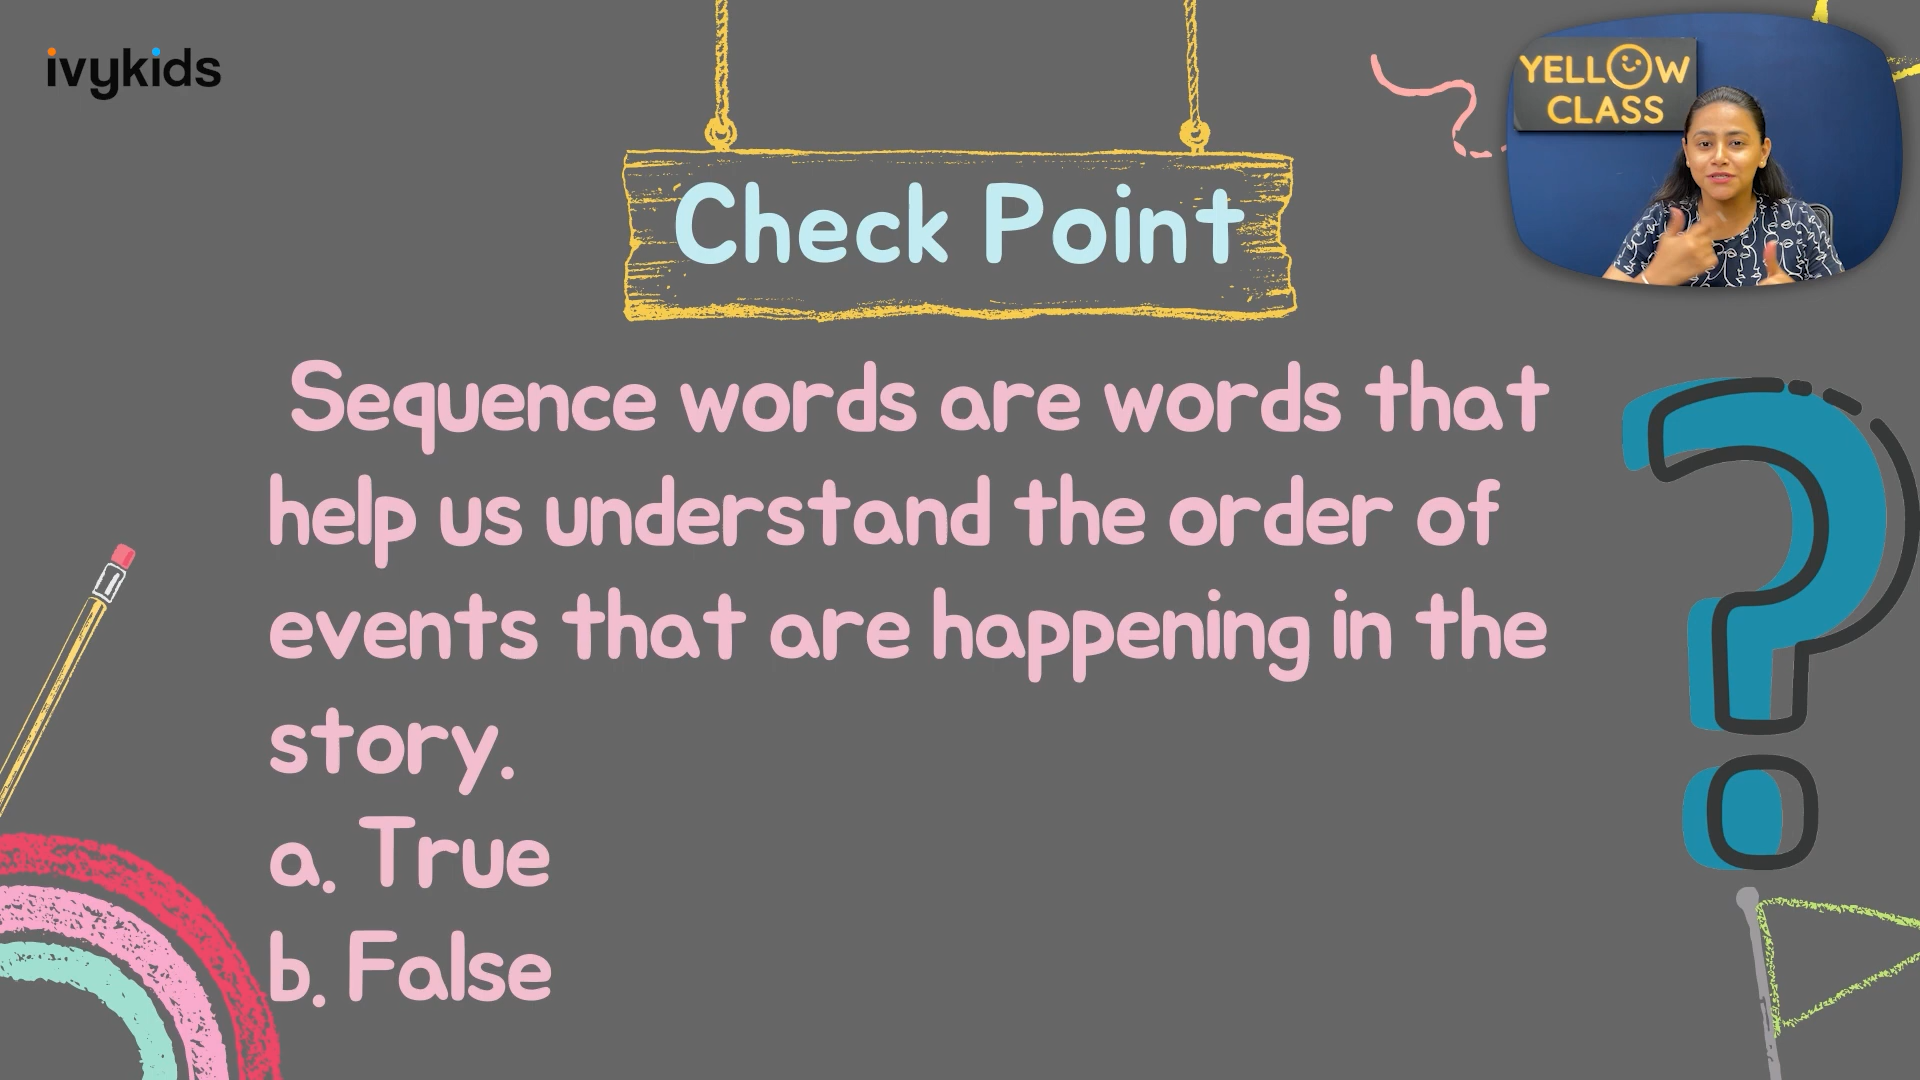 ivykids
YELLOW
CLASS
Check Point
Sequence words are words that
help us understand the order of
events that are happening in the
story.
a. True
b. False